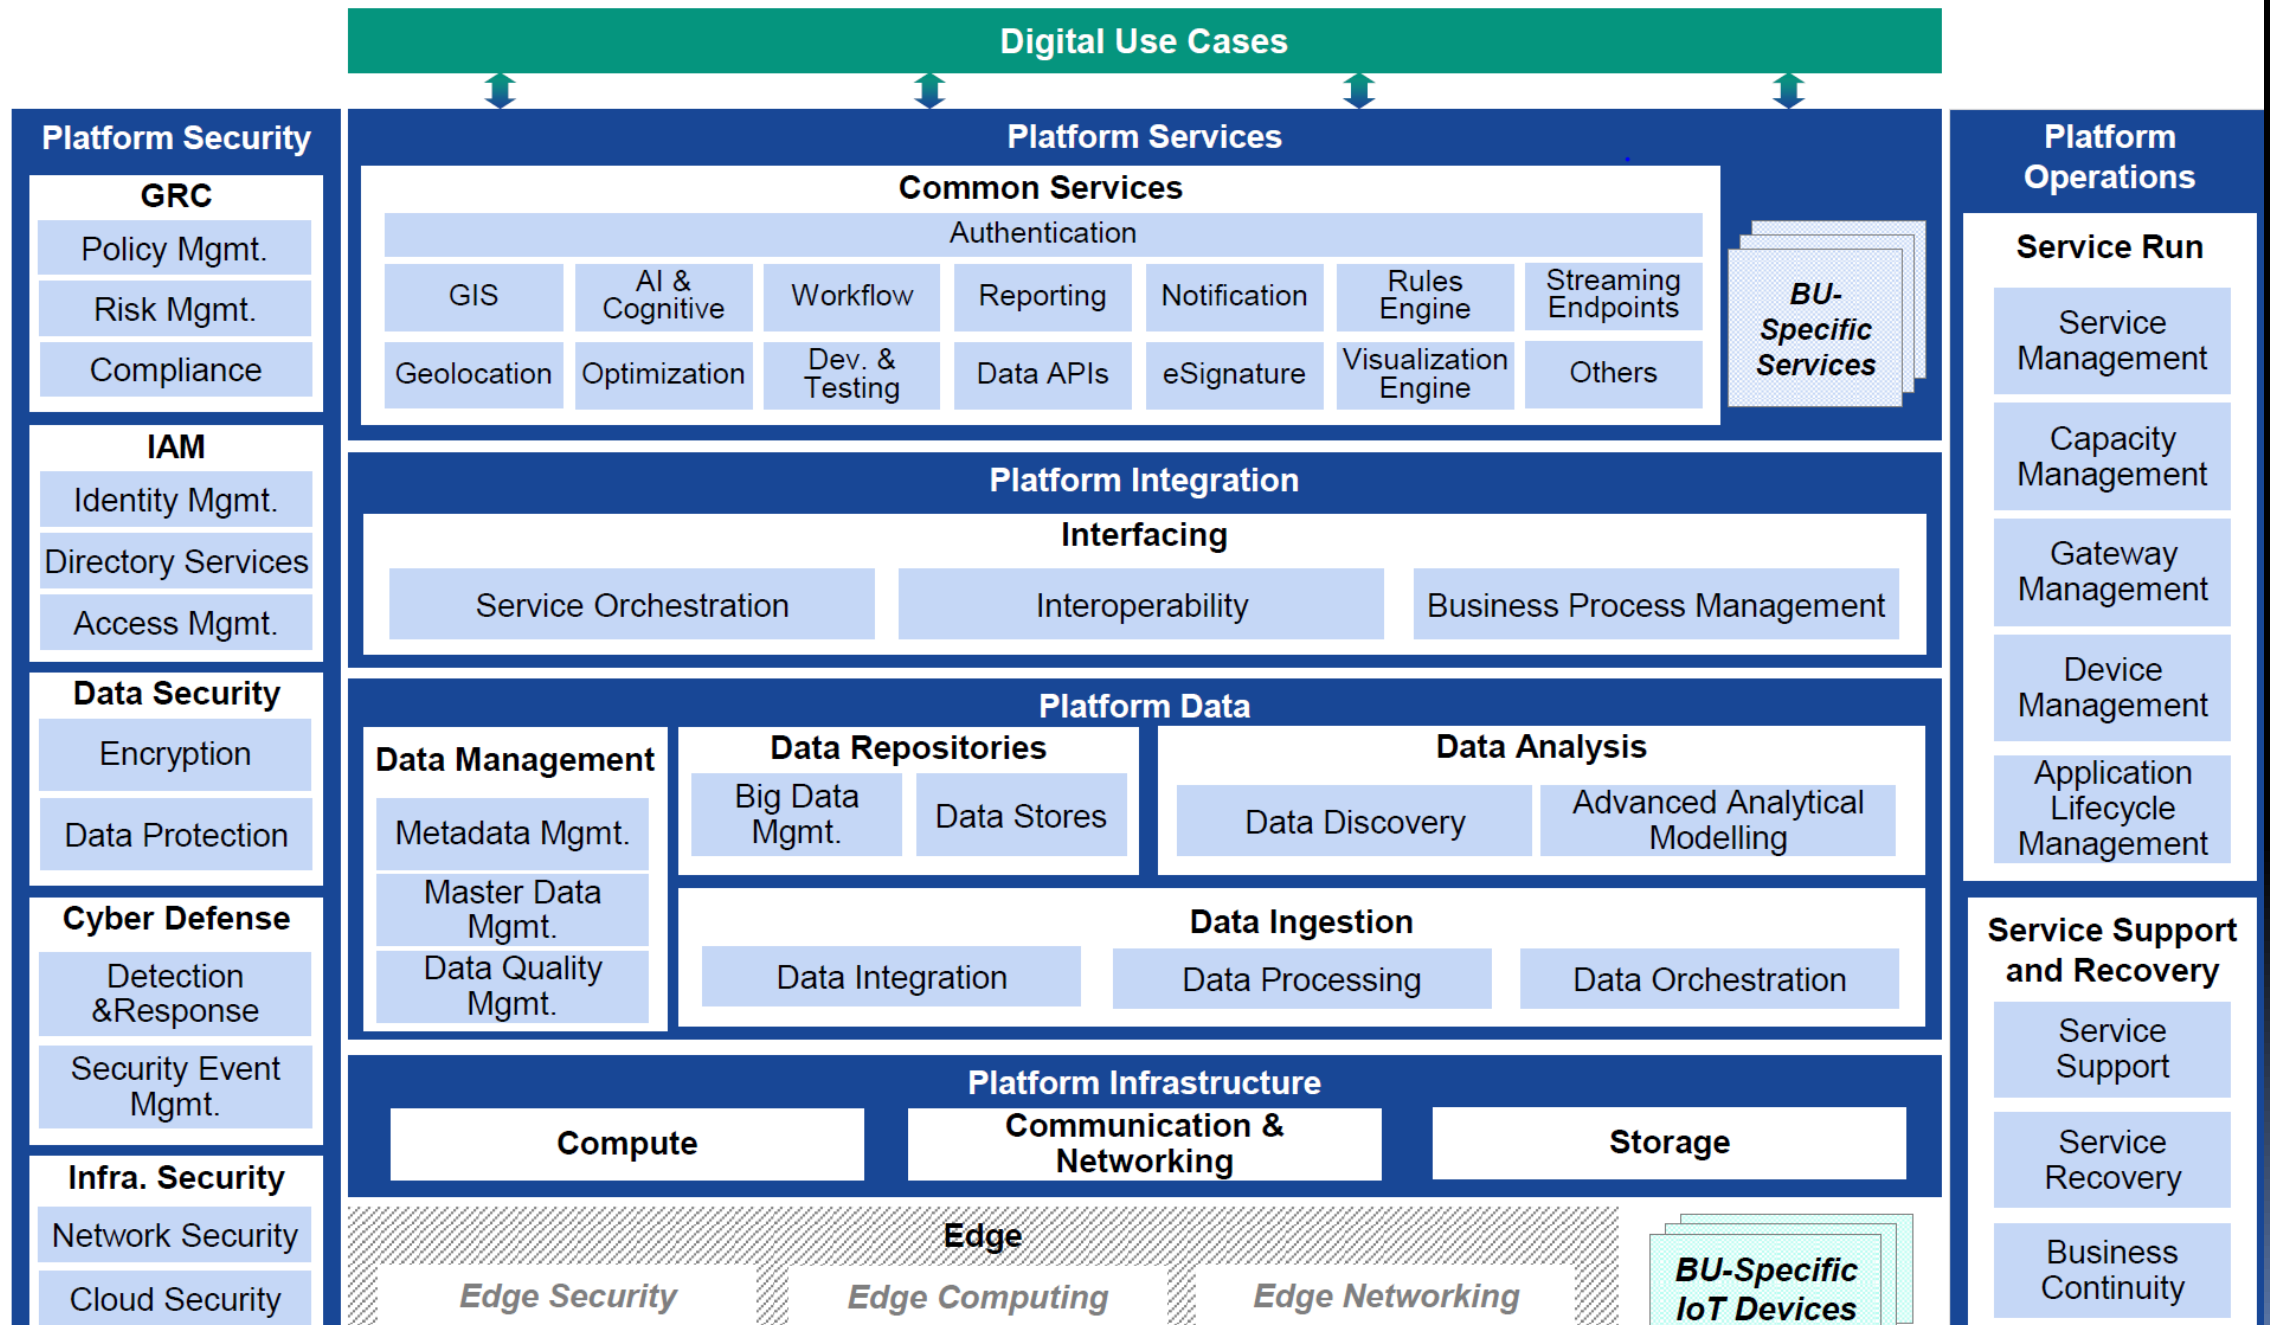 Digital Use Cases
Platform Security
GRC
Policy Mgmt.
Risk Mgmt.
Compliance
IAM
Identity Mgmt.
Directory Services
Access Mgmt.
Data Security
Encryption
Data Protection
Cyber Defense
Detection
&Response
Security Event
Mgmt.
Infra. Security
Network Security
Cloud Security
Platform Services
Common Services
Authentication
GIS
AI &
Cognitive
Workflow
Reporting
Notification
Rules
Engine
Streaming
Endpoints
Geolocation
Optimization
Dev. &
Testing
Data APIs
eSignature
Visualization
Engine
Others
BU-
Specific
Services
Platform Integration
Interfacing
Service Orchestration
Interoperability
Business Process Management
Platform Data
Data Management
Metadata Mgmt.
Master Data
Mgmt.
Data Quality
Mgmt.
Data Repositories
Big Data
Mgmt.
Data Stores
Data Analysis
Data Discovery
Advanced Analytical
Modelling
Data Ingestion
Data Integration
Data Processing
Data Orchestration
Platform Infrastructure
Compute
Communication &
Networking
Storage
Edge
Edge Security
Edge Computing
Edge Networking
BU-Specific
IoT Devices
Platform
Operations
Service Run
Service
Management
Capacity
Management
Gateway
Management
Device
Management
Application
Lifecycle
Management
Service Support
and Recovery
Service
Support
Service
Recovery
Business
Continuity